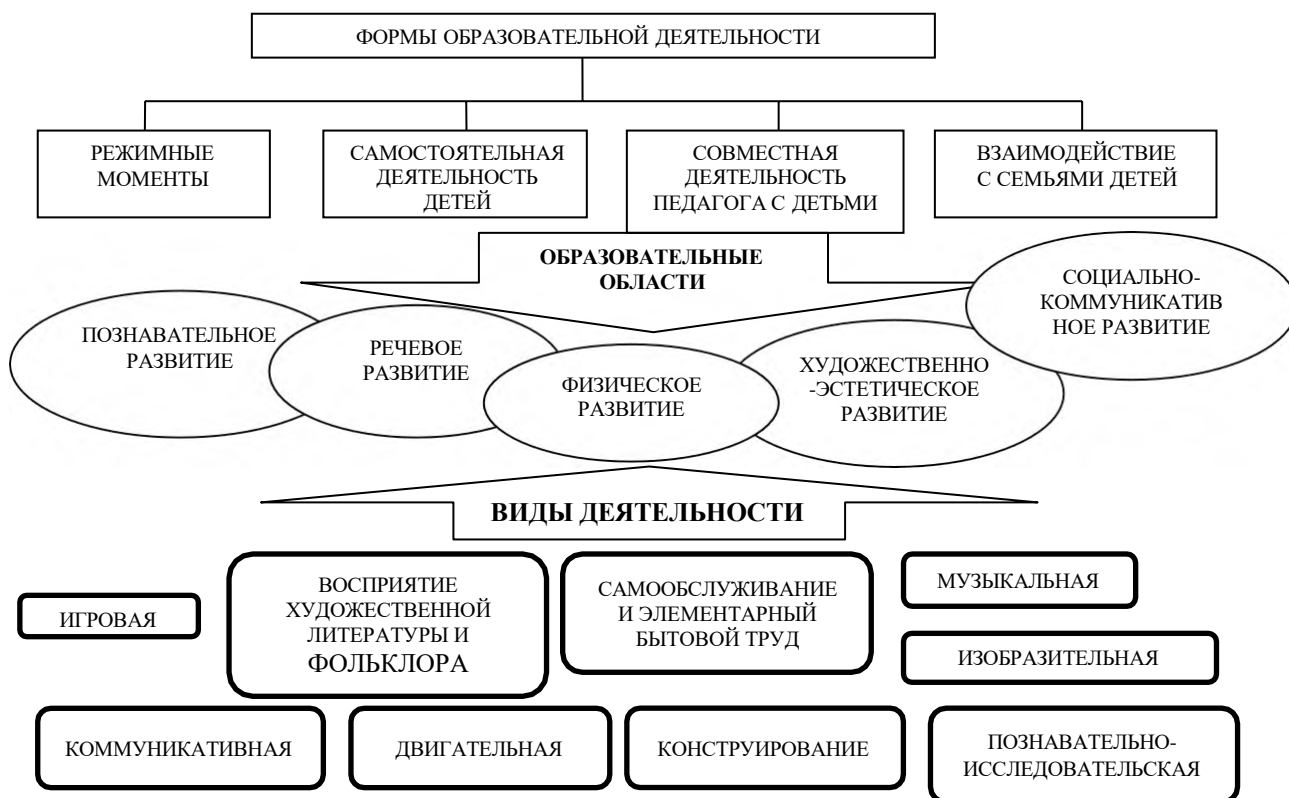 ФОРМЫ ОБРАЗОВАТЕЛЬНОЙ ДЕЯТЕЛЬНОСТИ
РЕЖИМНЫЕ
МОМЕНТЫ
САМОСТОЯТЕЛЬНАЯ
ДЕЯТЕЛЬНОСТЬ
ДЕТЕЙ
СОВМЕСТНАЯ
ДЕЯТЕЛЬНОСТЬ
ПЕДАГОГА С ДЕТЬМИ
ВЗАИМОДЕЙСТВИЕ
С СЕМЬЯМИ ДЕТЕЙ
ОБРАЗОВАТЕЛЬНЫЕ
ОБЛАСТИ
ПОЗНАВАТЕЛЬНОЕ
РАЗВИТИЕ
РЕЧЕВОЕ
РАЗВИТИЕ
ФИЗИЧЕСКОЕ
РАЗВИТИЕ
ХУДОЖЕСТВЕННО
-ЭСТЕТИЧЕСКОЕ
РАЗВИТИЕ
СОЦИАЛЬНО-
КОММУНИКАТИВ
НОЕ РАЗВИТИЕ
ВИДЫ ДЕЯТЕЛЬНОСТИ
ИГРОВАЯ
ВОСПРИЯТИЕ
ХУДОЖЕСТВЕННОЙ
ЛИТЕРАТУРЫ И
ФОЛЬКЛОРА
САМООБСЛУЖИВАНИЕ
И ЭЛЕМЕНТАРНЫЙ
БЫТОВОЙ ТРУД
МУЗЫКАЛЬНАЯ
ИЗОБРАЗИТЕЛЬНАЯ
КОММУНИКАТИВНАЯ
ДВИГАТЕЛЬНАЯ
КОНСТРУИРОВАНИЕ
ПОЗНАВАТЕЛЬНО-
ИССЛЕДОВАТЕЛЬСКАЯ